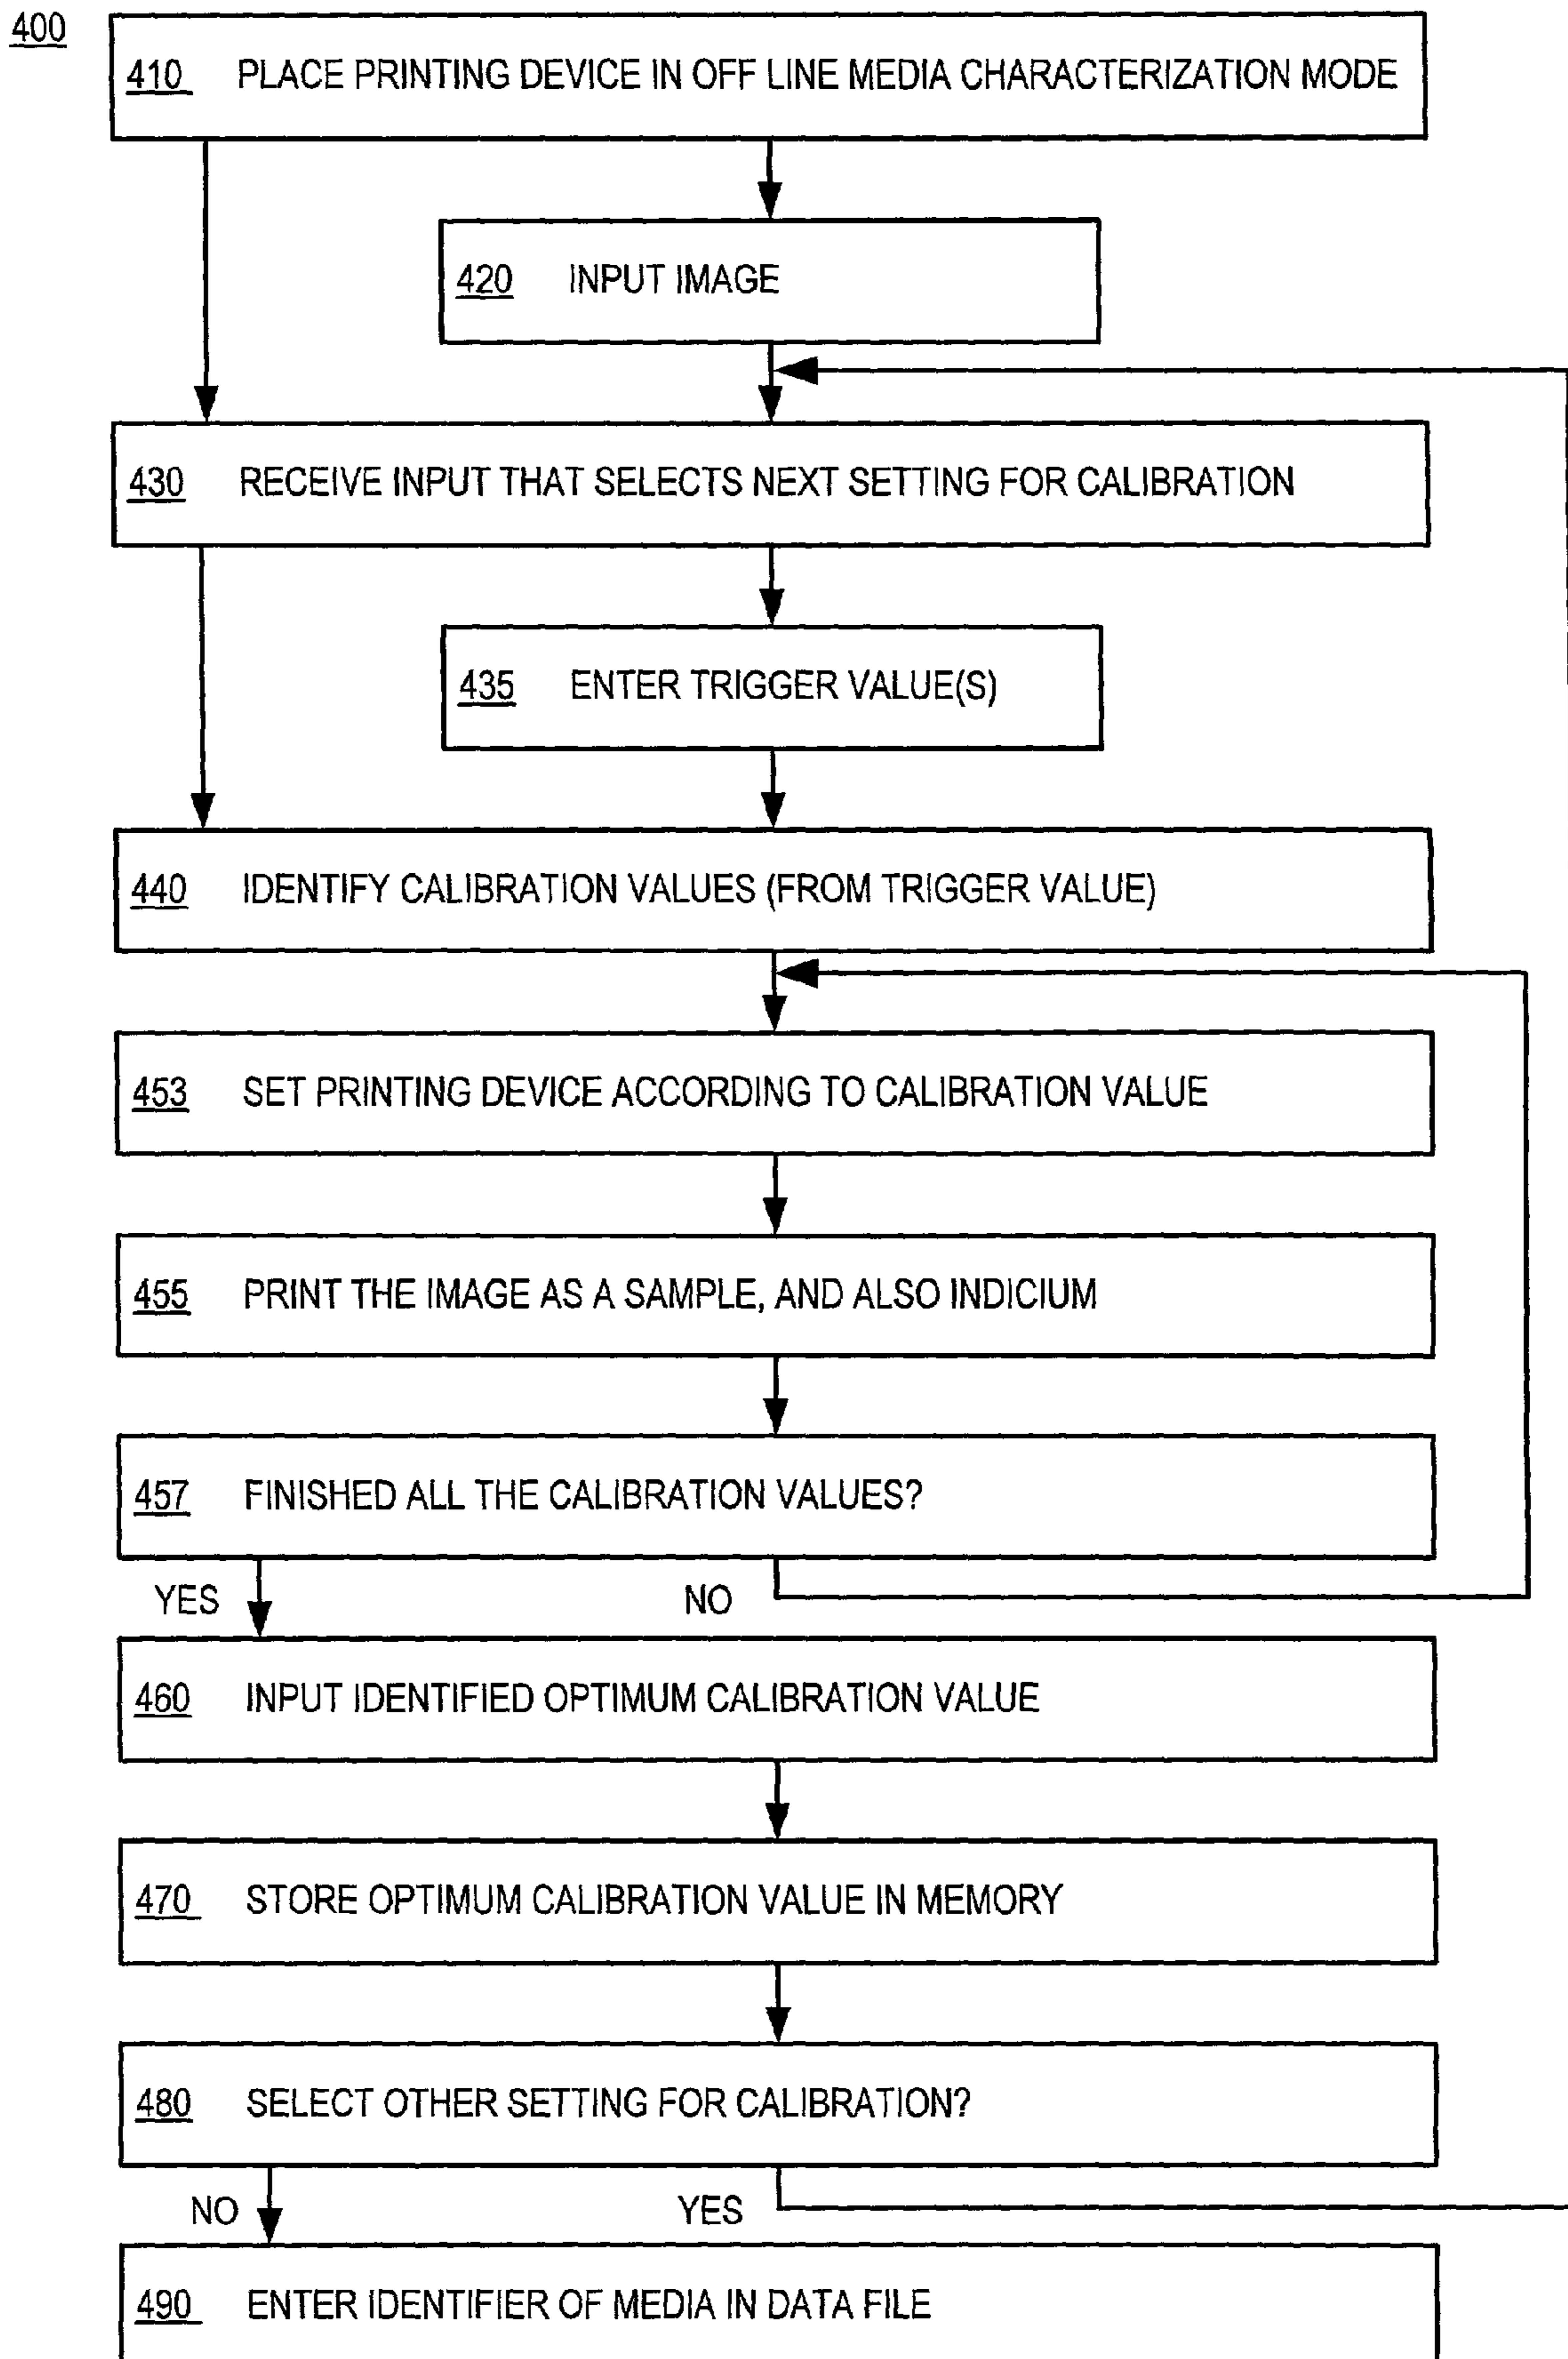 400
410 PLACE PRINTING DEVICE IN OFF LINE MEDIA CHARACTERIZATION MODE
420 INPUT IMAGE
430 RECEIVE INPUT THAT SELECTS NEXT SETTING FOR CALIBRATION
435 ENTER TRIGGER VALUE(S)
440 IDENTIFY CALIBRATION VALUES (FROM TRIGGER VALUE)
453 SET PRINTING DEVICE ACCORDING TO CALIBRATION VALUE
455 PRINT THE IMAGE AS A SAMPLE, AND ALSO INDICIUM
457 FINISHED ALL THE CALIBRATION VALUES?
YES NO
460 INPUT IDENTIFIED OPTIMUM CALIBRATION VALUE
470 STORE OPTIMUM CALIBRATION VALUE IN MEMORY
480 SELECT OTHER SETTING FOR CALIBRATION?
NO YES
490 ENTER IDENTIFIER OF MEDIA IN DATA FILE